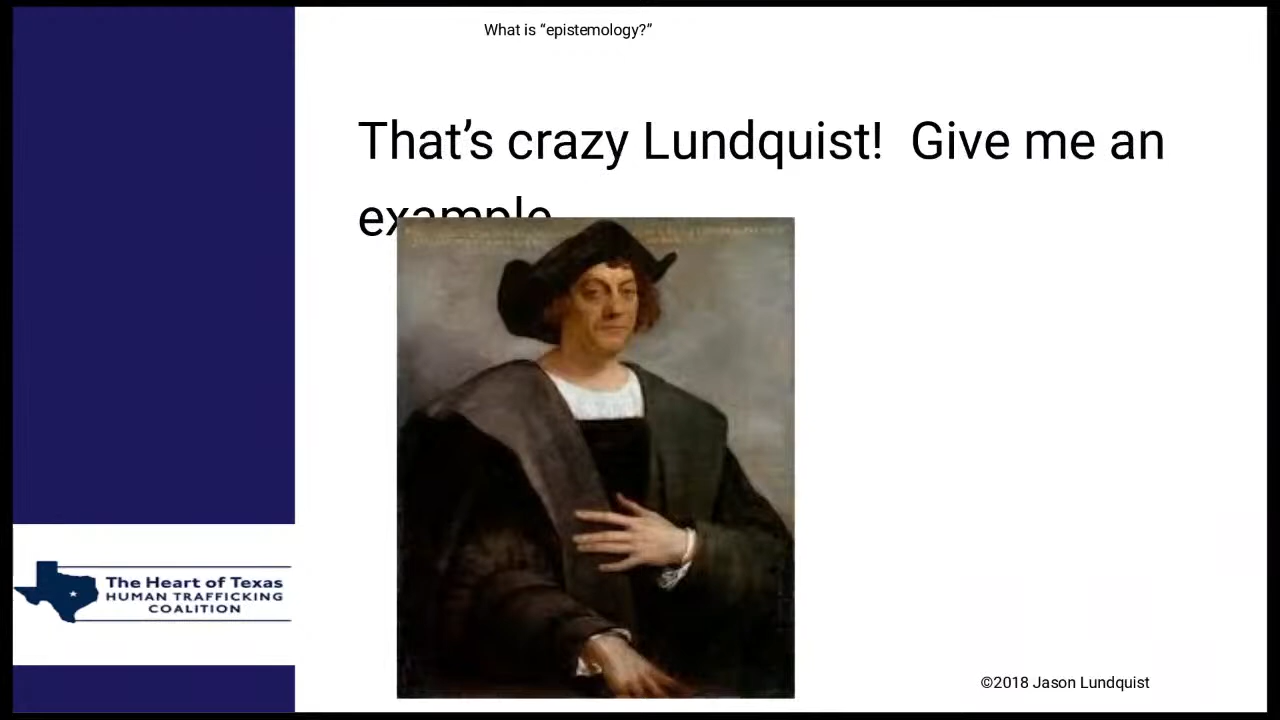 What is “epistemology?”
That’s crazy Lundquist!  Give me an
example
The Heart of Texas
HUMAN TRAFFICKING
COALITION
©2018 Jason Lundquist